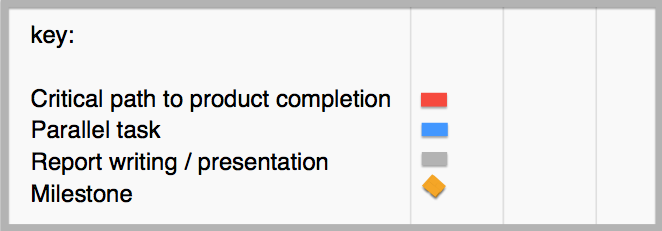 key:
Critical path to product completion
Parallel task
Report writing / presentation
Milestone